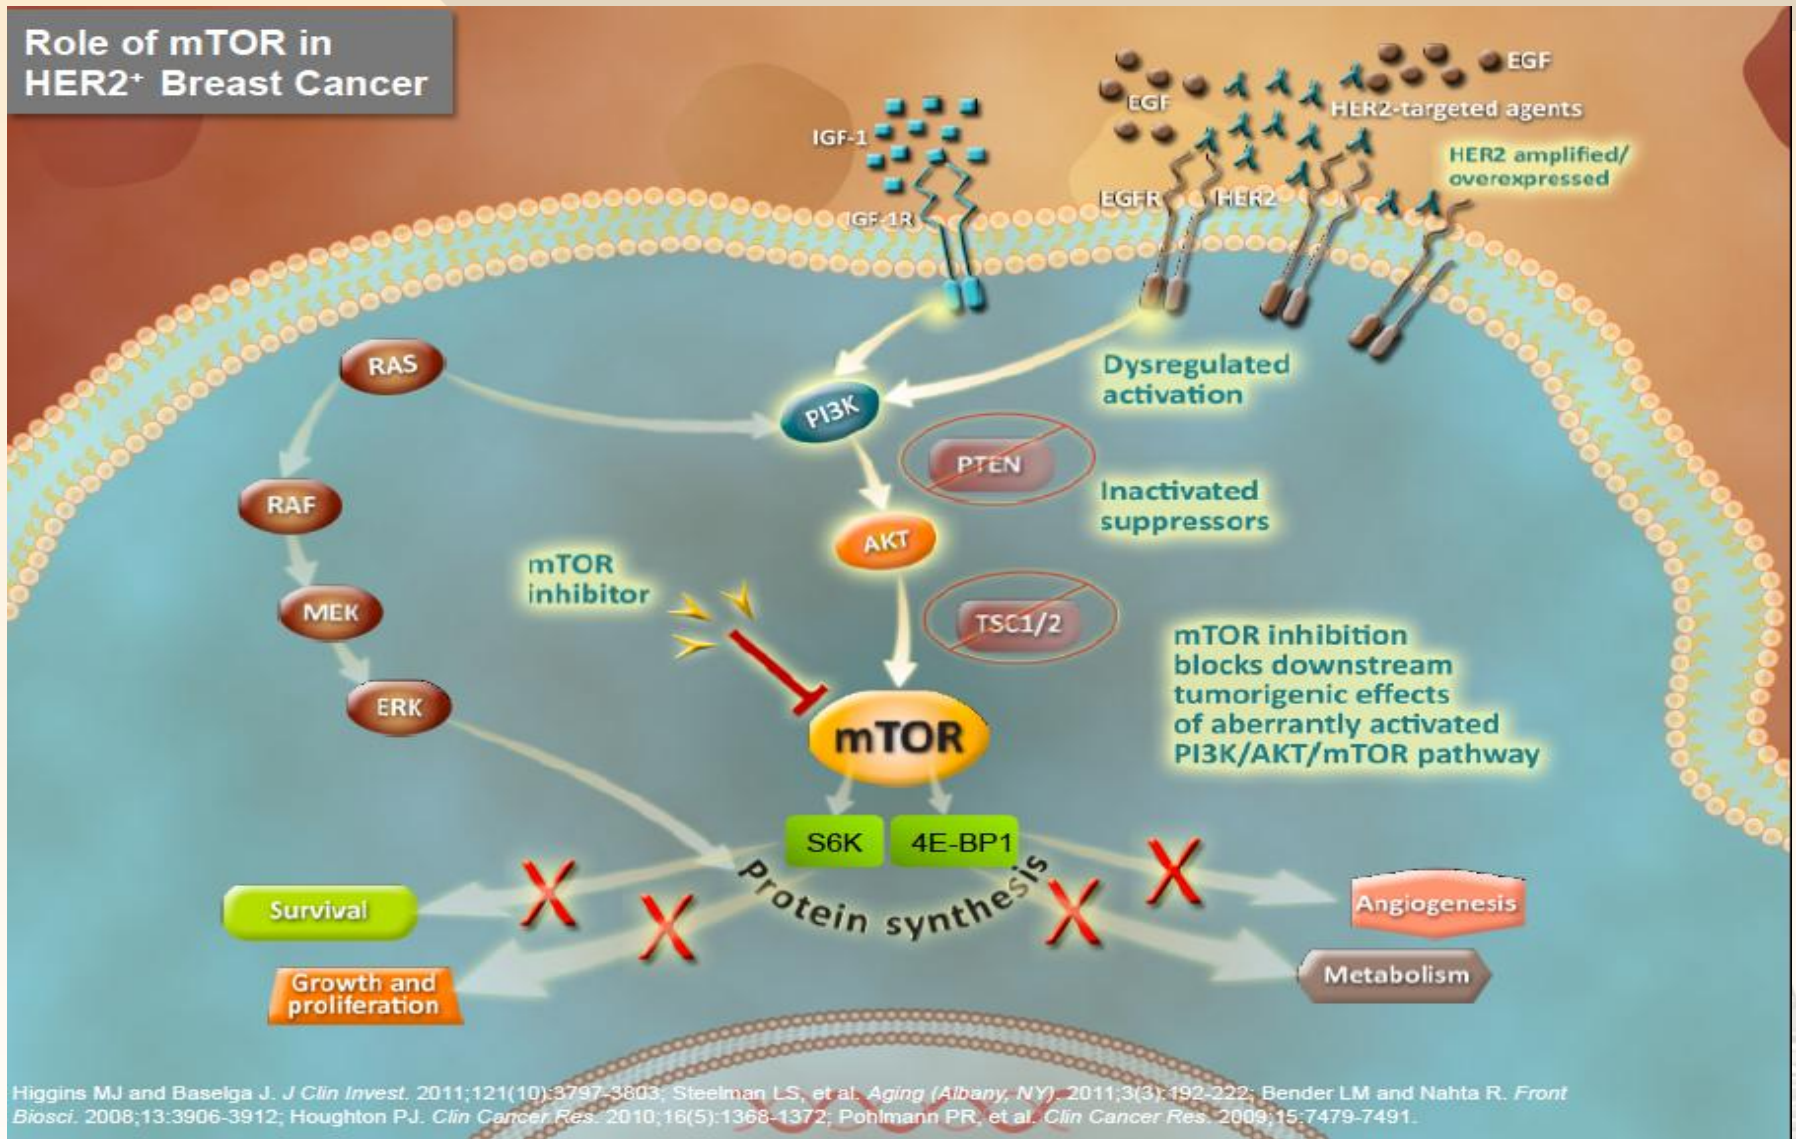 Role of mTOR in
HER2+ Breast Cancer
EGF
EGF
HER2-targeted agents
IGF-1
HER2 amplified/
overexpressed
EGFR
HER2
IGF-1R
RAS
Dysregulated
activation
PI3K
PTEN
Inactivated
suppressors
RAF
AKT
mTOR
inhibitor
MEK
TSC1/2
mTOR inhibition
blocks downstream
tumorigenic effects
of aberrantly activated
PI3K/AKT/mTOR pathway
ERK
mTOR
S6K
4E-BP1
Protein synthesis
Survival
Angiogenesis
Growth and
proliferation
Metabolism
Higgins MJ and Baselga J. J Clin Invest. 2011;121(10):3797-3803; Steelman LS, et al. Aging (Albany, NY). 2011;3(3):192-222; Bender LM and Nahta R. Front
Biosci. 2008;13:3906-3912; Houghton PJ. Clin Cancer Res. 2010;16(5):1368-1372; Pohlmann PR, et al. Clin Cancer Res. 2009;15:7479-7491.